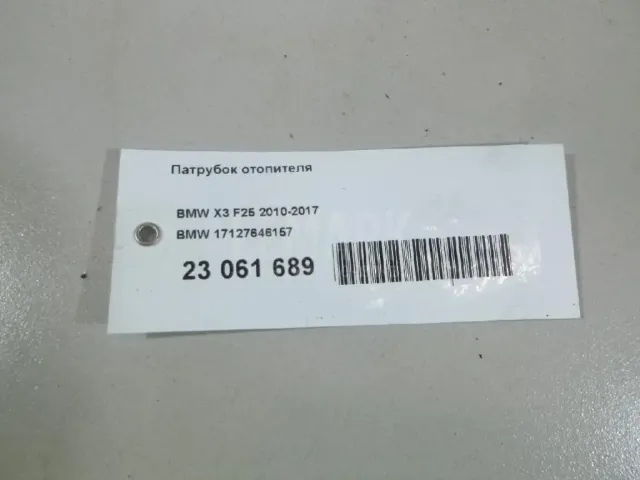 Патрубок отопителя
BMW X3 F25 2010-2017
BMW 17127646157
23 061 689